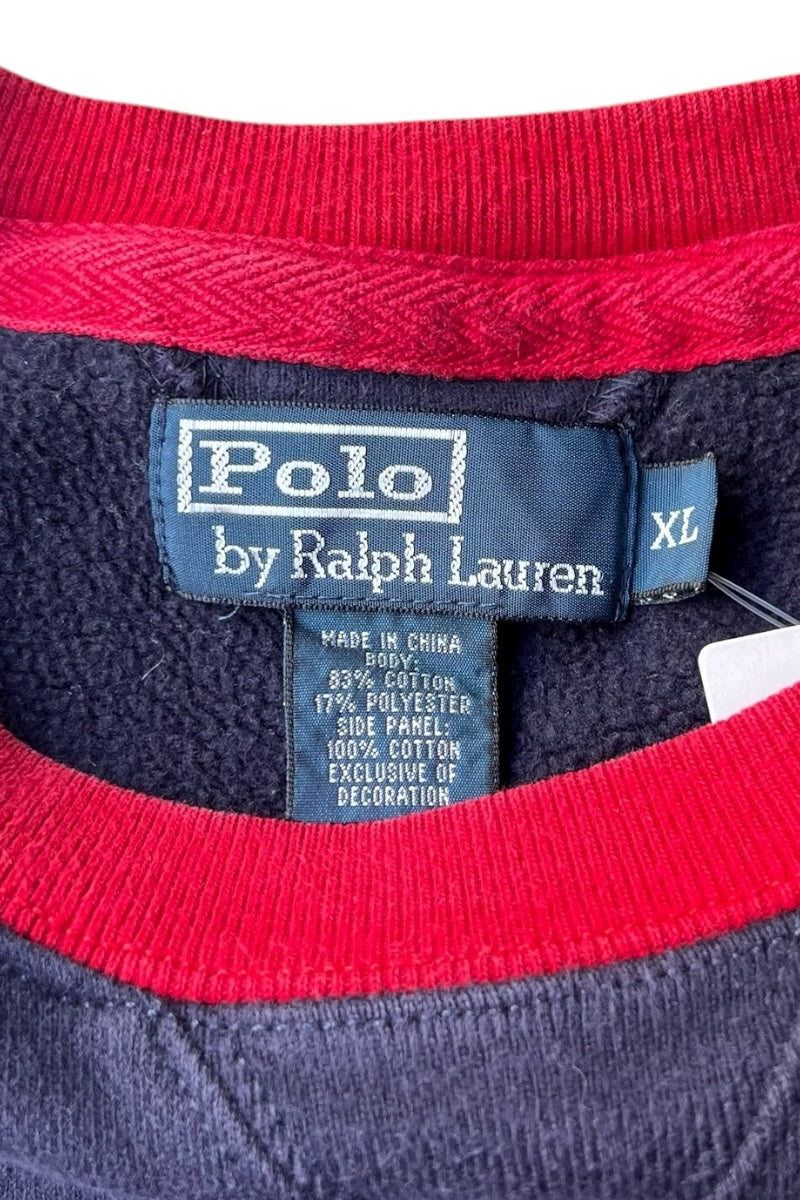 Polo
by Ralph Lauren
XL
MADE IN CHINA
BODY:
83% COTTON
17% POLYESTER
SIDE PANEL:
100% COTTON
EXCLUSIVE OF
DECORATION